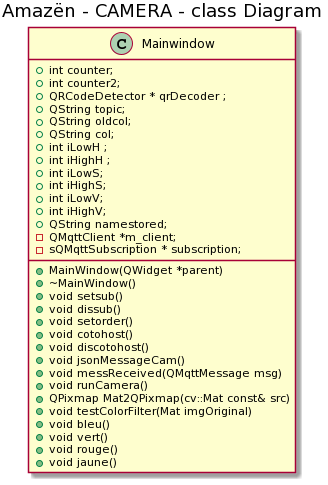 Amazën - CAMERA - class Diagram
C Mainwindow
int counter;
int counter2;
QRCodeDetector * qrDecoder ;
QString topic;
QString oldcol;
QString col;
int iLowH ;
int iHighH ;
int iLowS;
int iHighS;
int iLowV;
int iHighV;
QString namestored;
QMqttClient *m_client;
sQMqttSubscription * subscription;
MainWindow(QWidget *parent)
~MainWindow()
void setsub()
void dissub()
void setorder()
void cotohost()
void discotohost()
void jsonMessageCam()
void messReceived(QMqttMessage msg)
void runCamera()
QPixmap Mat2QPixmap(cv::Mat const& src)
void testColorFilter(Mat imgOriginal)
void bleu()
void vert()
void rouge()
void jaune()